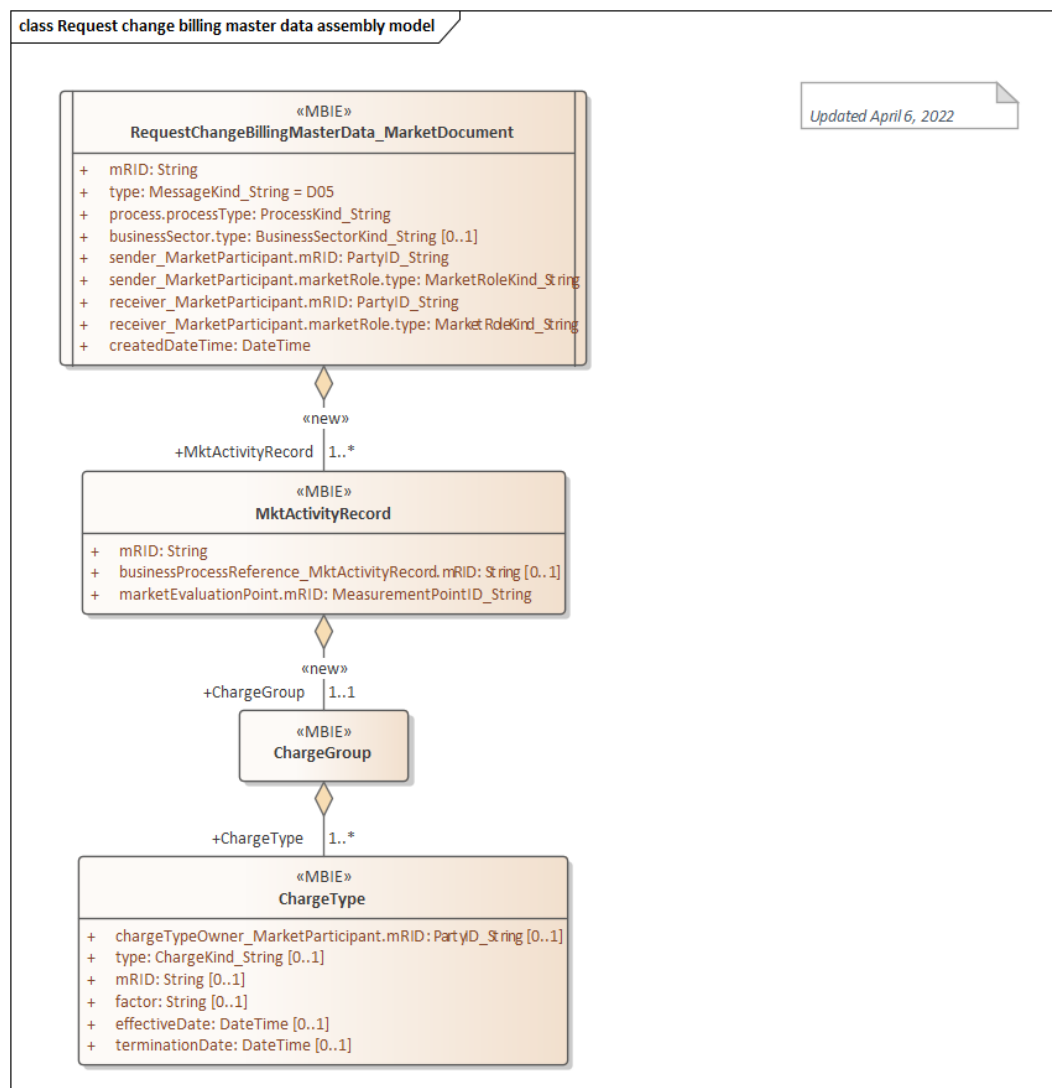 class Request change billing master data assembly model
Updated April 6, 2022
«MBIE»
RequestChangeBillingMasterData_MarketDocument
+ mRID: String
+ type: MessageKind_String = D05
+ process.processType: ProcessKind_String
+ businessSector.type: BusinessSectorKind_String [0..1]
+ sender_MarketParticipant.mRID: PartyID_String
+ sender_MarketParticipant.marketRole.type: MarketRoleKind_String
+ receiver_MarketParticipant.mRID: PartyID_String
+ receiver_MarketParticipant.marketRole.type: MarketRoleKind_String
+ createdDateTime: DateTime
«new»
+MktActivityRecord 1..*
«MBIE»
MktActivityRecord
+ mRID: String
+ businessProcessReference_MktActivityRecord.mRID: String [0..1]
+ marketEvaluationPoint.mRID: MeasurementPointID_String
«new»
+ChargeGroup 1..1
«MBIE»
ChargeGroup
+ChargeType 1..*
«MBIE»
ChargeType
+ chargeTypeOwner_MarketParticipant.mRID: PartyID_String [0..1]
+ type: ChargeKind_String [0..1]
+ mRID: String [0..1]
+ factor: String [0..1]
+ effectiveDate: DateTime [0..1]
+ terminationDate: DateTime [0..1]